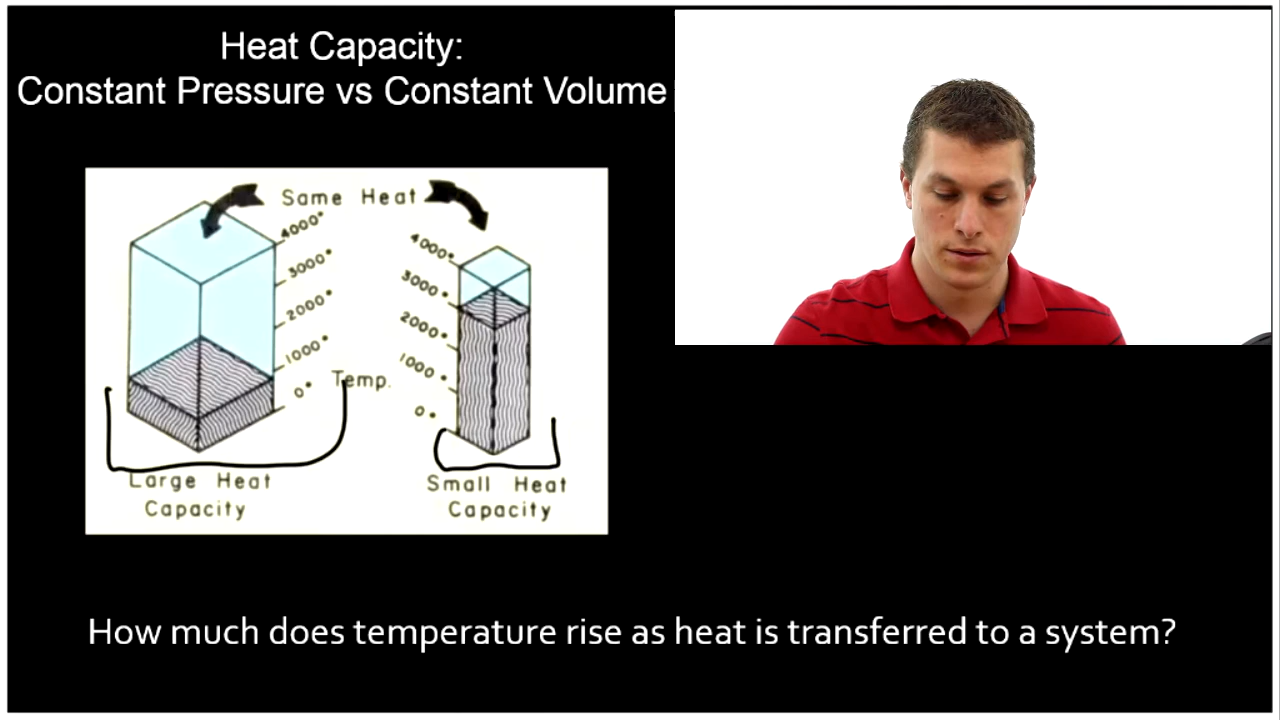 Heat Capacity:
Constant Pressure vs Constant Volume
Same Heat
4000°
3000°
2000°
1000°
0°
Temp.
4000°
3000°
2000°
1000°
0°
Large Heat
Capacity
Small Heat
Capacity
How much does temperature rise as heat is transferred to a system?